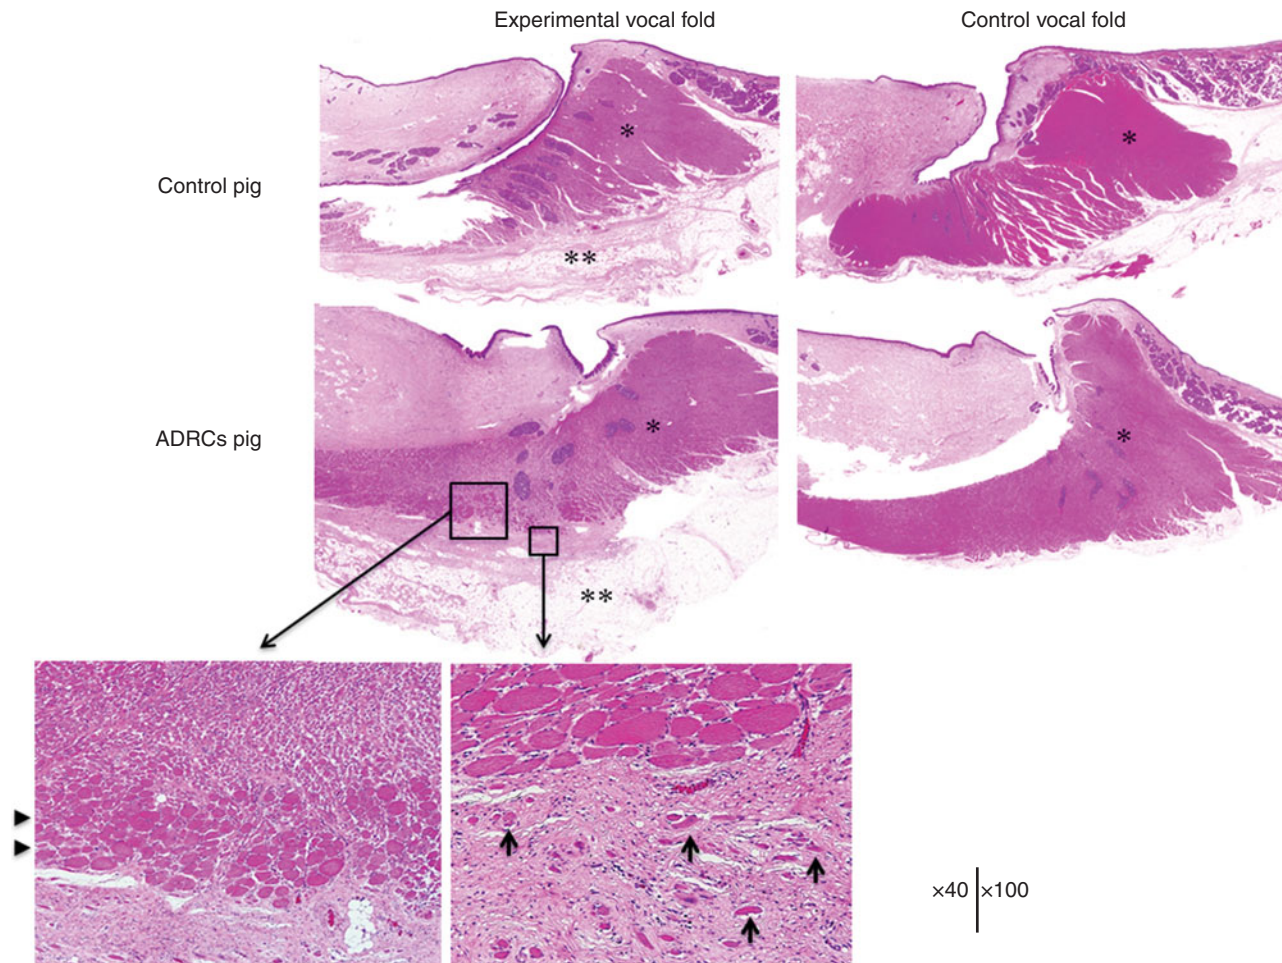 Experimental vocal fold
Control vocal fold
Control pig
*
*
**
ADRCs pig
*
*
**
×40 ×100